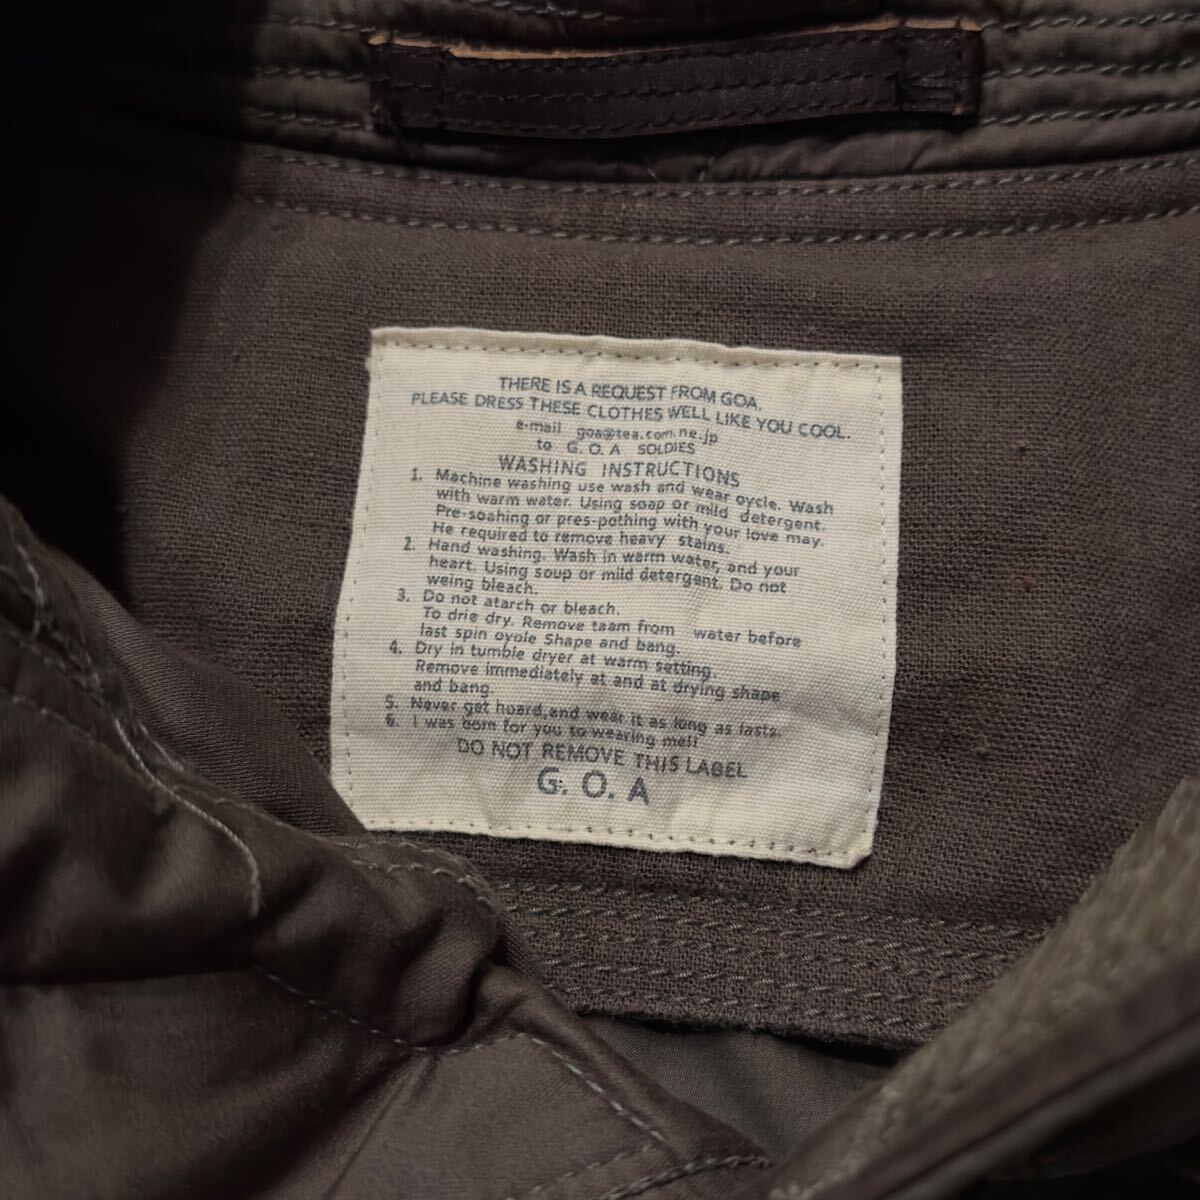 THERE IS A REQUEST FROM GOA.
PLEASE DRESS THESE CLOTHES WELL LIKE YOU COOL.
e-mail goa@tea.com.ne.jp
to G.O.A SOLDIES
WASHING INSTRUCTIONS
1. Machine washing use wash and wear cycle. Wash
with warm water. Using soap or mild detergent.
Pre-soahing or pres-pothing with your love may.
He required to remove heavy stains.
2. Hand washing. Wash in warm water, and your
heart. Using soup or mild detergent. Do not
weing bleach.
3. Do not atarch or bleach.
To drie dry. Remove taam from water before
last spin oyole Shape and bang.
4. Dry in tumble dryer at warm setting.
Remove immediately at and at drying shape
and bang.
5. Never get hoard,and wear it as long as lasts.
6. I was born for you to wearing melf
DO NOT REMOVE THIS LABEL
G. O. A